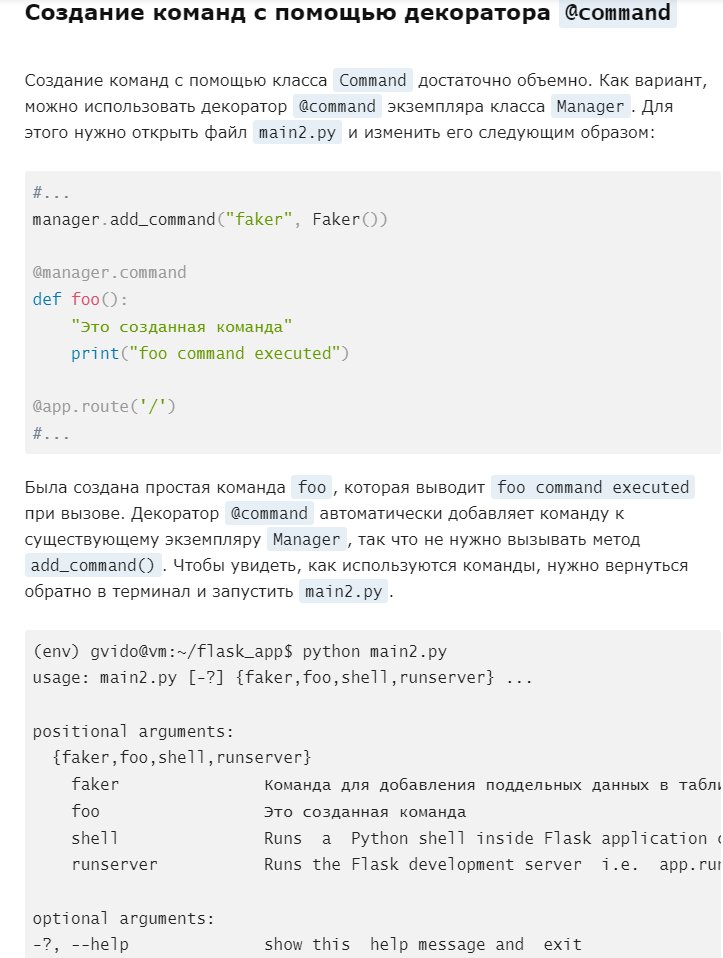 Создание команд с помощью декоратора @command
Создание команд с помощью класса Command достаточно объемно. Как вариант,
можно использовать декоратор @command экземпляра класса Manager. Для
этого нужно открыть файл main2.py и изменить его следующим образом:
#...
manager.add_command("faker", Faker())
@manager.command
def foo():
    "Это созданная команда"
    print("foo command executed")
@app.route('/')
#...
Была создана простая команда foo, которая выводит foo command executed
при вызове. Декоратор @command автоматически добавляет команду к
существующему экземпляру Manager, так что не нужно вызывать метод
add_command(). Чтобы увидеть, как используются команды, нужно вернуться
обратно в терминал и запустить main2.py.
(env) gvido@vm:~/flask_app$ python main2.py
usage: main2.py [-?] {faker,foo,shell,runserver} ...
positional arguments:
  {faker,foo,shell,runserver}
    faker               Команда для добавления поддельных данных в
    foo                 Это созданная команда
    shell               Runs  a  Python shell inside Flask application
    runserver           Runs the Flask development server  i.e.  app.run
optional arguments:
-?, --help              show this  help message and  exit